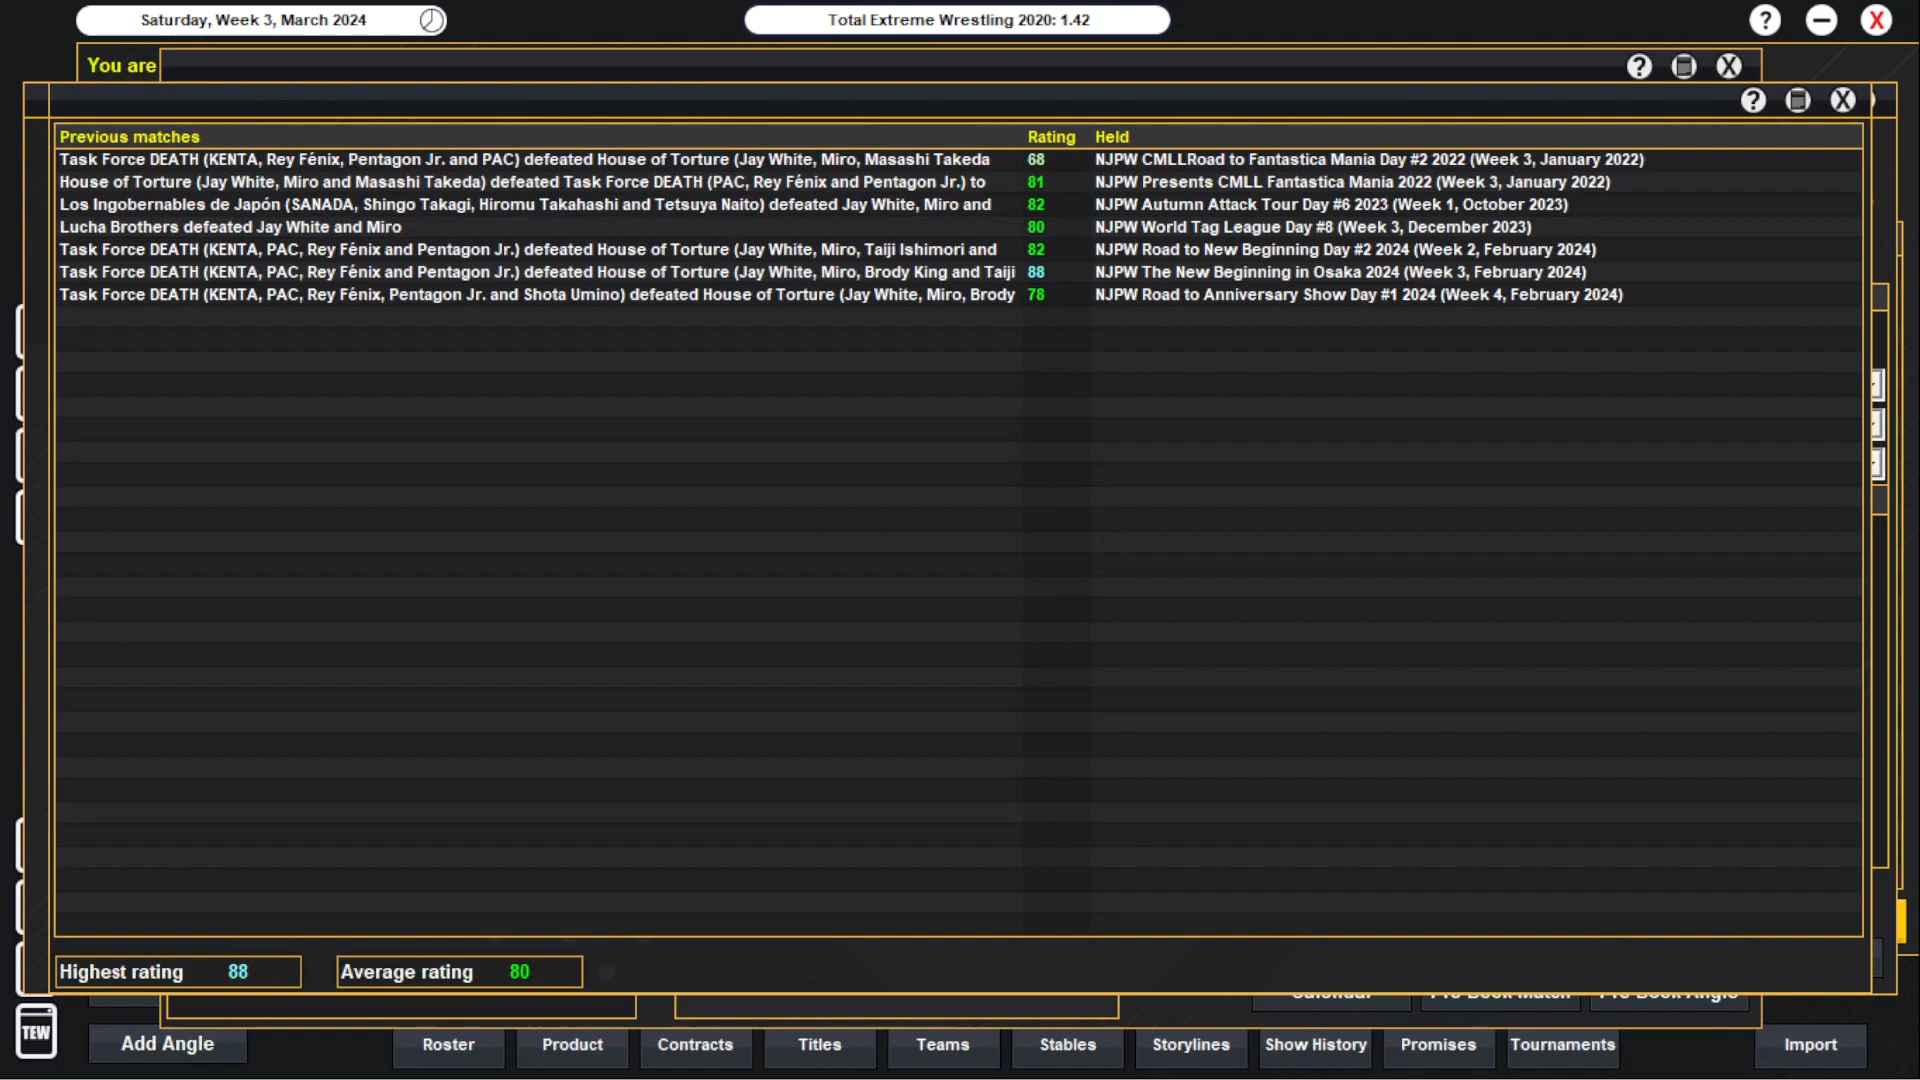 Saturday, Week 3, March 2024
Total Extreme Wrestling 2020: 1.42
You are
Previous matches Rating Held
Task Force DEATH (KENTA, Rey Fénix, Pentagon Jr. and PAC) defeated House of Torture (Jay White, Miro, Masashi Takeda 68 NJPW CMLLRoad to Fantastica Mania Day #2 2022 (Week 3, January 2022)
House of Torture (Jay White, Miro and Masashi Takeda) defeated Task Force DEATH (PAC, Rey Fénix and Pentagon Jr.) to 81 NJPW Presents CMLL Fantastica Mania 2022 (Week 3, January 2022)
Los Ingobernables de Japón (SANADA, Shingo Takagi, Hiromu Takahashi and Tetsuya Naito) defeated Jay White, Miro and 82 NJPW Autumn Attack Tour Day #6 2023 (Week 1, October 2023)
Lucha Brothers defeated Jay White and Miro 80 NJPW World Tag League Day #8 (Week 3, December 2023)
Task Force DEATH (KENTA, PAC, Rey Fénix and Pentagon Jr.) defeated House of Torture (Jay White, Miro, Taiji Ishimori and 82 NJPW Road to New Beginning Day #2 2024 (Week 2, February 2024)
Task Force DEATH (KENTA, PAC, Rey Fénix and Pentagon Jr.) defeated House of Torture (Jay White, Miro, Brody King and Taiji 88 NJPW The New Beginning in Osaka 2024 (Week 3, February 2024)
Task Force DEATH (KENTA, PAC, Rey Fénix, Pentagon Jr. and Shota Umino) defeated House of Torture (Jay White, Miro, Brody 78 NJPW Road to Anniversary Show Day #1 2024 (Week 4, February 2024)
Highest rating 88 Average rating 80
Calendar Pre Book Match Pre Book Angle
TEW
Add Angle Roster Product Contracts Titles Teams Stables Storylines Show History Promises Tournaments Import